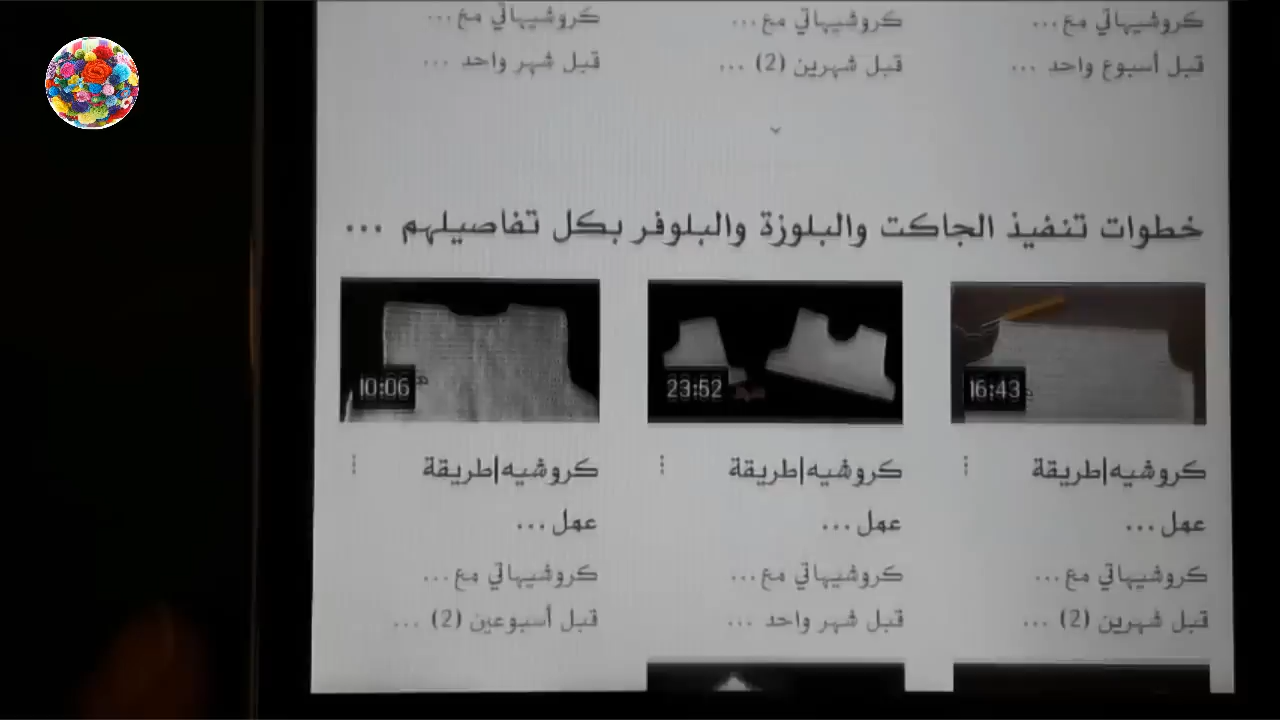 كروشيهاتي مع...
كروشيهاتي مع...
كروشيهاتي مع...
قبل أسبوع واحد ...
قبل شهرين (2) ...
قبل شهر واحد ...
خطوات تنفيذ الجاكت والبلوزة والبلوفر بكل تفاصيلهم ...
16:43
23:52
10:06
كروشيه|طريقة
عمل...
كروشيهاتي مع...
قبل شهرين (2) ...
كروشيه|طريقة
عمل...
كروشيهاتي مع...
قبل شهر واحد ...
كروشيه|طريقة
عمل...
كروشيهاتي مع...
قبل أسبوعين (2) ...